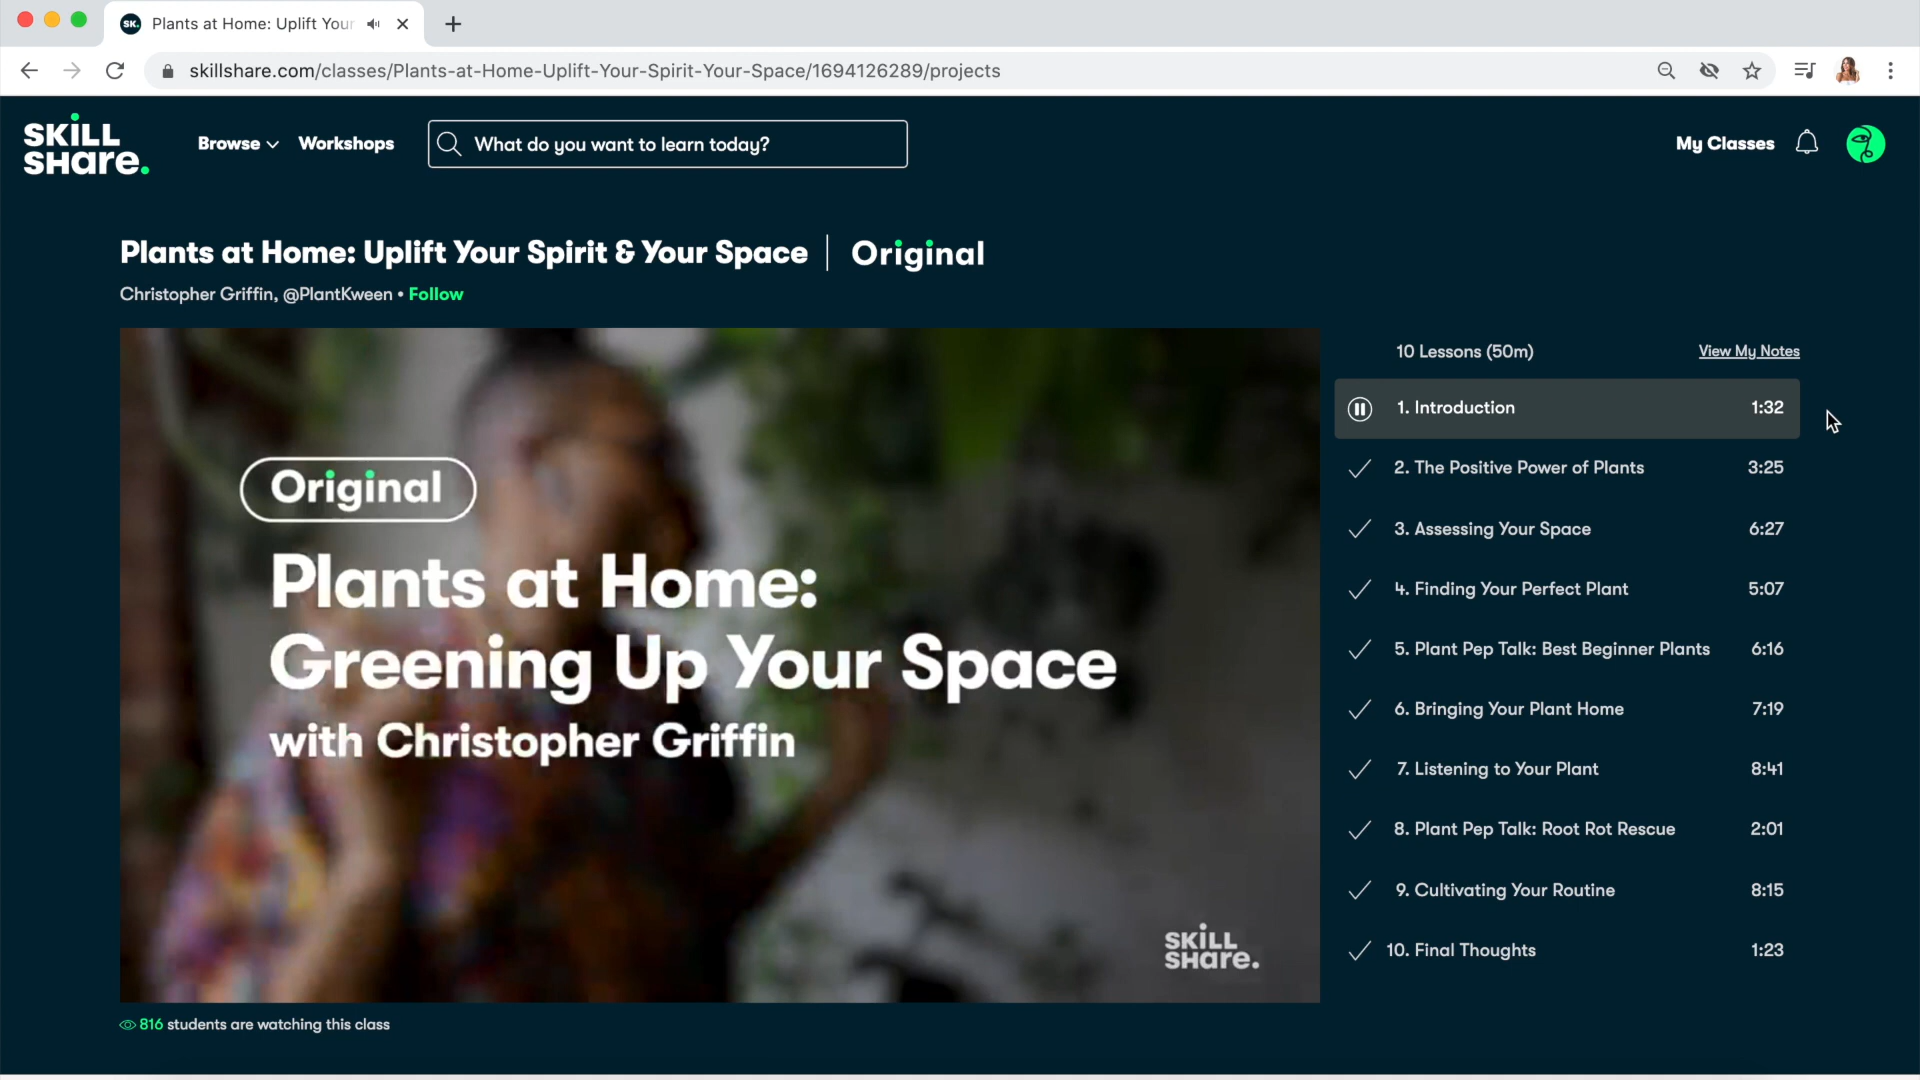 SK.
Plants at Home: Uplift Your
skillshare.com/classes/Plants-at-Home-Uplift-Your-Spirit-Your-Space/1694126289/projects
SKILL
SHare.
Browse
Workshops
What do you want to learn today?
My Classes
Plants at Home: Uplift Your Spirit & Your Space
Original
Christopher Griffin, @PlantKween • Follow
Original
Plants at Home:
Greening Up Your Space
with Christopher Griffin
SKILL
SHare.
816 students are watching this class
10 Lessons (50m)
View My Notes
1. Introduction 1:32
2. The Positive Power of Plants 3:25
3. Assessing Your Space 6:27
4. Finding Your Perfect Plant 5:07
5. Plant Pep Talk: Best Beginner Plants 6:16
6. Bringing Your Plant Home 7:19
7. Listening to Your Plant 8:41
8. Plant Pep Talk: Root Rot Rescue 2:01
9. Cultivating Your Routine 8:15
10. Final Thoughts 1:23